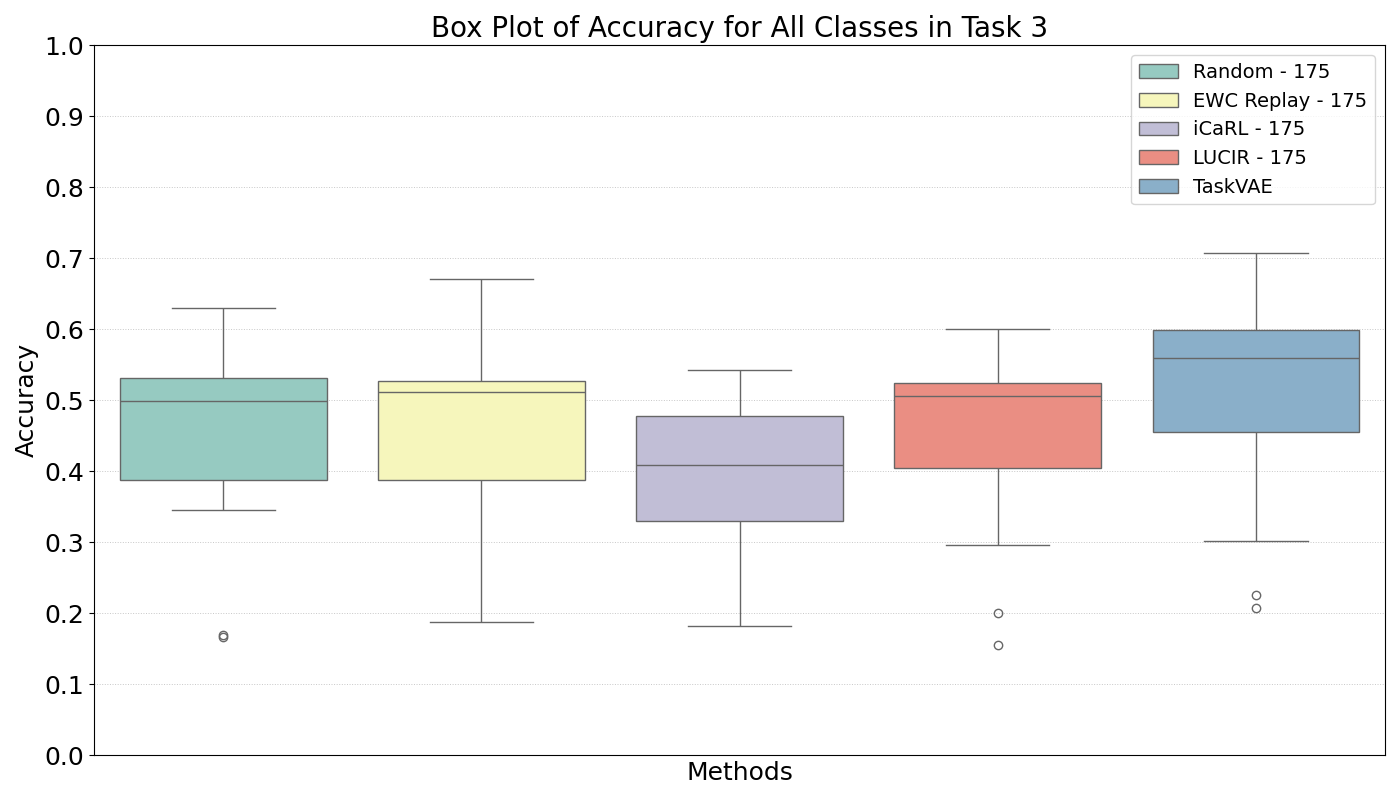 Box Plot of Accuracy for All Classes in Task 3
1.0
0.9
0.8
0.7
0.6
0.5
0.4
0.3
0.2
0.1
0.0
Accuracy
Methods
Random - 175
EWC Replay - 175
iCaRL - 175
LUCIR - 175
TaskVAE